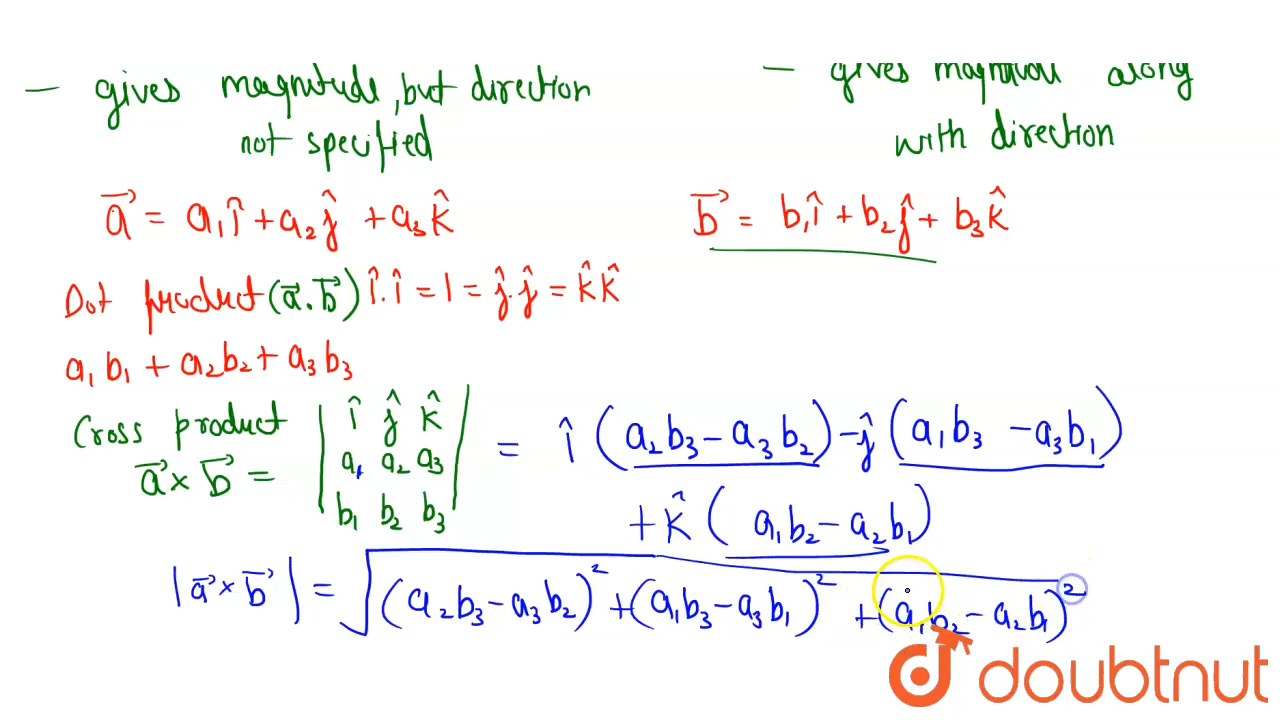 – gives magnitude, but direction
not specified
– gives magnitude along
with direction
a⃗ = a₁î + a₂ĵ + a₃k̂
b⃗ = b₁î + b₂ĵ + b₃k̂
Dot product (a⃗.b⃗) î.î = 1 = ĵ.ĵ = k̂k̂
a₁b₁ + a₂b₂ + a₃b₃
Cross product
a⃗ × b⃗ = | î ĵ k̂ |
| a₁ a₂ a₃ |
| b₁ b₂ b₃ |
= î (a₂b₃ – a₃b₂) – ĵ (a₁b₃ – a₃b₁)
+ k̂ (a₁b₂ – a₂b₁)
|a⃗ × b⃗| = √((a₂b₃ – a₃b₂)² + (a₁b₃ – a₃b₁)² + (a₁b₂ – a₂b₁)²)
doubtnut